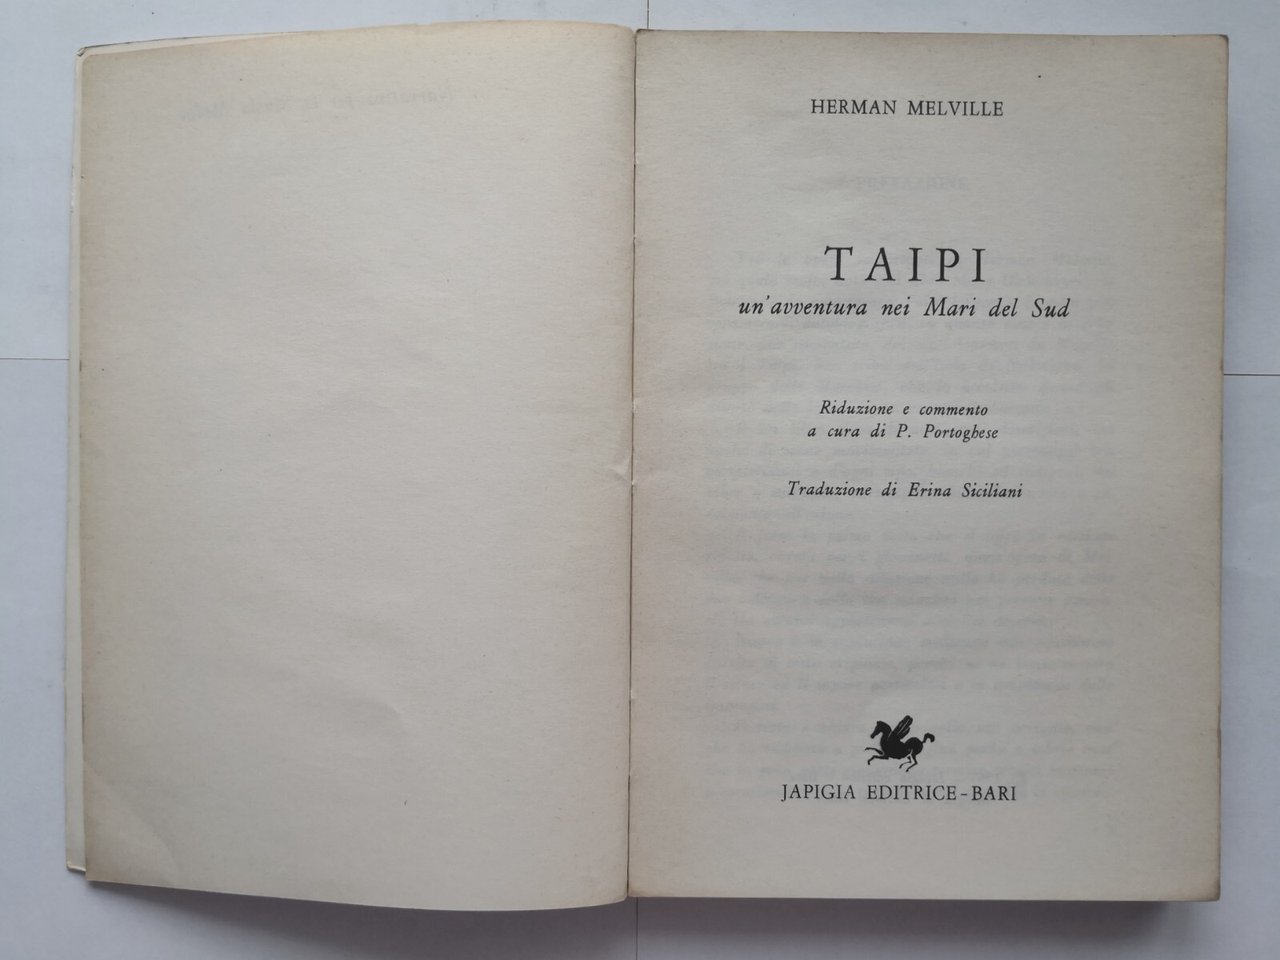 HERMAN MELVILLE
TAIPI
un'avventura nei Mari del Sud
Riduzione e commento
a cura di P. Portoghese
Traduzione di Erina Siciliani
JAPIGIA EDITRICE-BARI